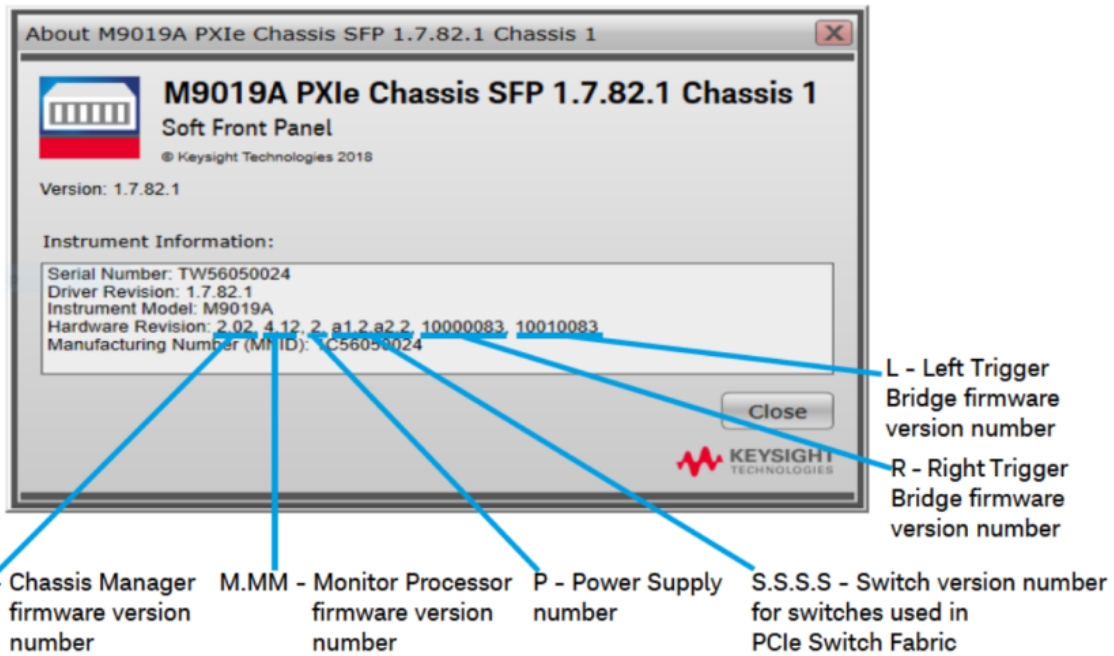 About M9019A PXIe Chassis SFP 1.7.82.1 Chassis 1
M9019A PXIe Chassis SFP 1.7.82.1 Chassis 1
Soft Front Panel
© Keysight Technologies 2018
Version: 1.7.82.1
Instrument Information:
Serial Number: TW56050024
Driver Revision: 1.7.82.1
Instrument Model: M9019A
Hardware Revision: 2.02, 4.12, 2, a1.2.a2.2, 10000083, 10010083
Manufacturing Number (MNID): TC56050024
Close
KEYSIGHT
TECHNOLOGIES
L - Left Trigger
Bridge firmware
version number
R - Right Trigger
Bridge firmware
version number
- Chassis Manager
firmware version
number
M.MM - Monitor Processor
firmware version
number
P - Power Supply
number
S.S.S.S - Switch version number
for switches used in
PCIe Switch Fabric